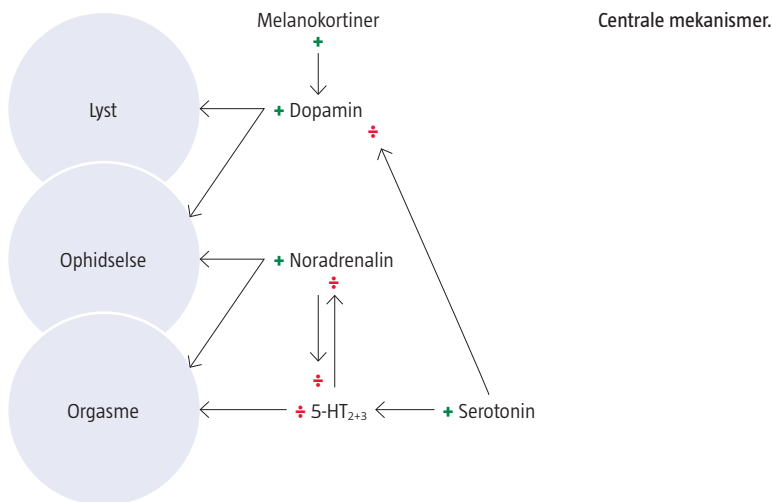 Melanokortiner
Centrale mekanismer.
+
Lyst
+ Dopamin
÷
Ophidselse
+ Noradrenalin
÷
÷
Orgasme
÷ 5-HT₂₊₃
+ Serotonin